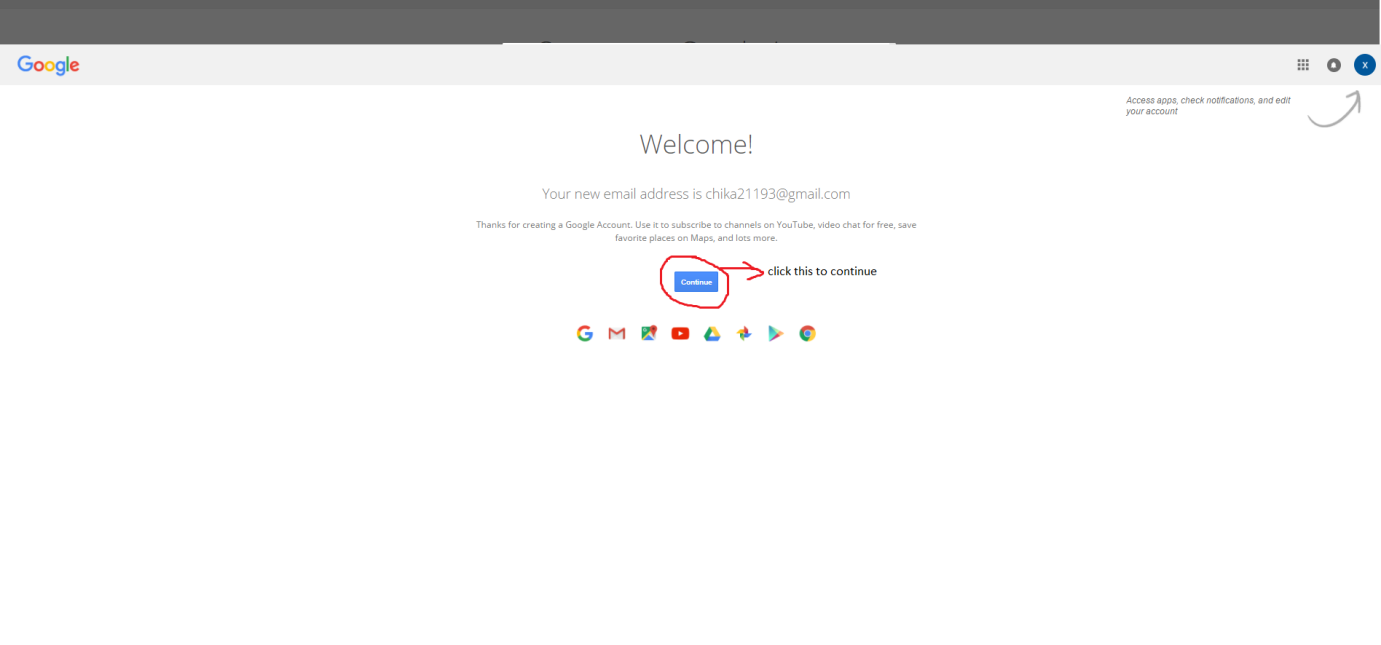 Google
X
Access apps, check notifications, and edit
your account
Welcome!
Your new email address is chika21193@gmail.com
Thanks for creating a Google Account. Use it to subscribe to channels on YouTube, video chat for free, save
favorite places on Maps, and lots more.
Continue
click this to continue